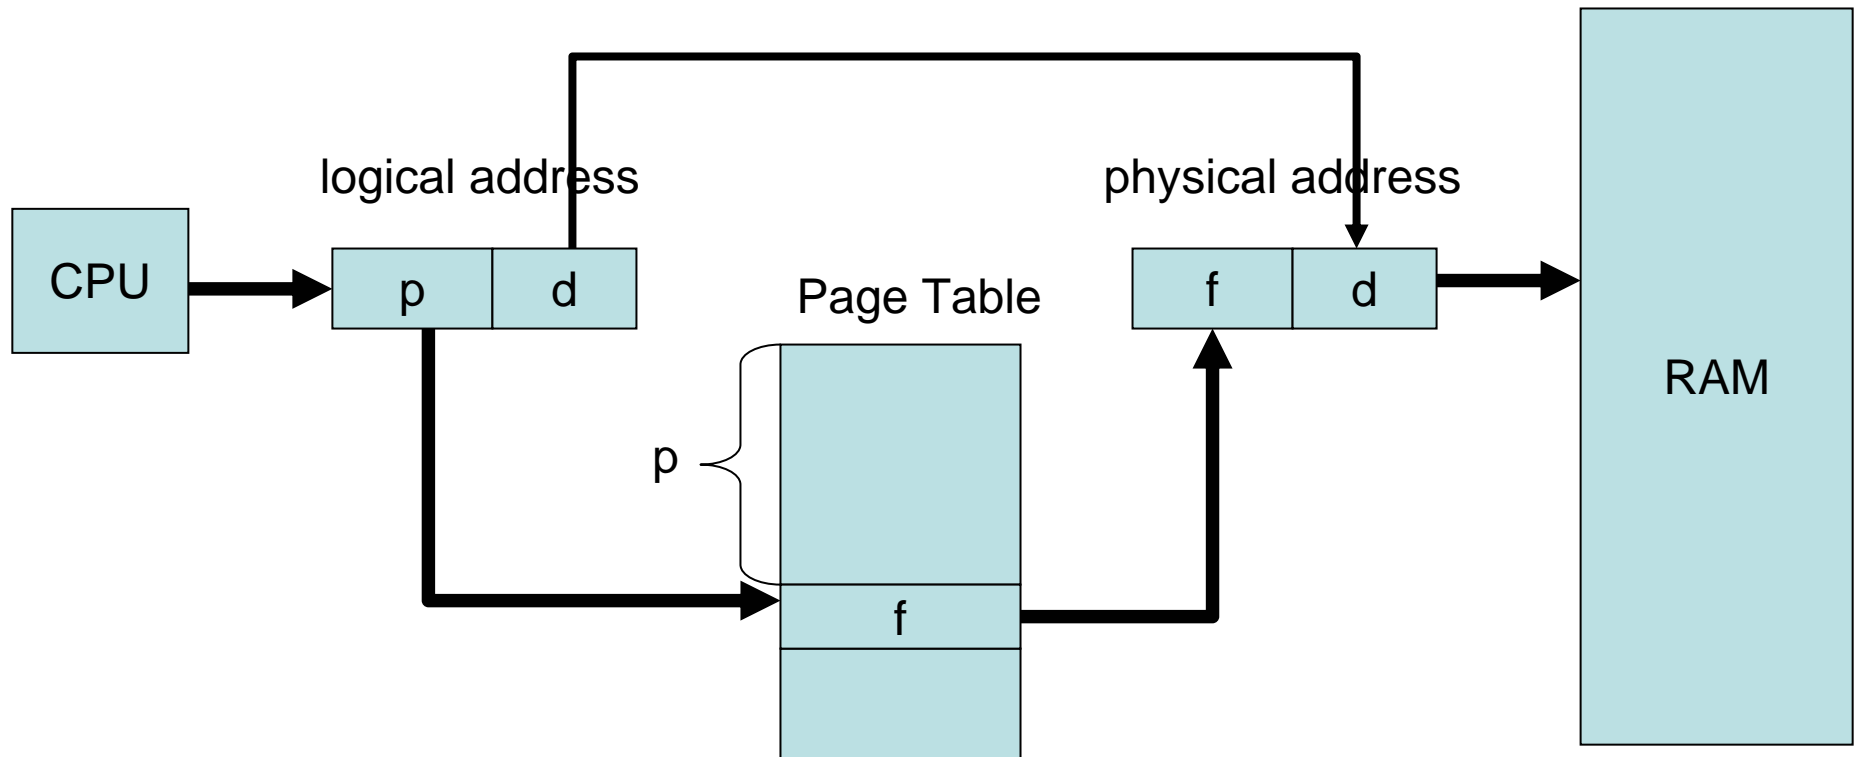 logical address
physical address
CPU
p
d
Page Table
f
d
RAM
p
f